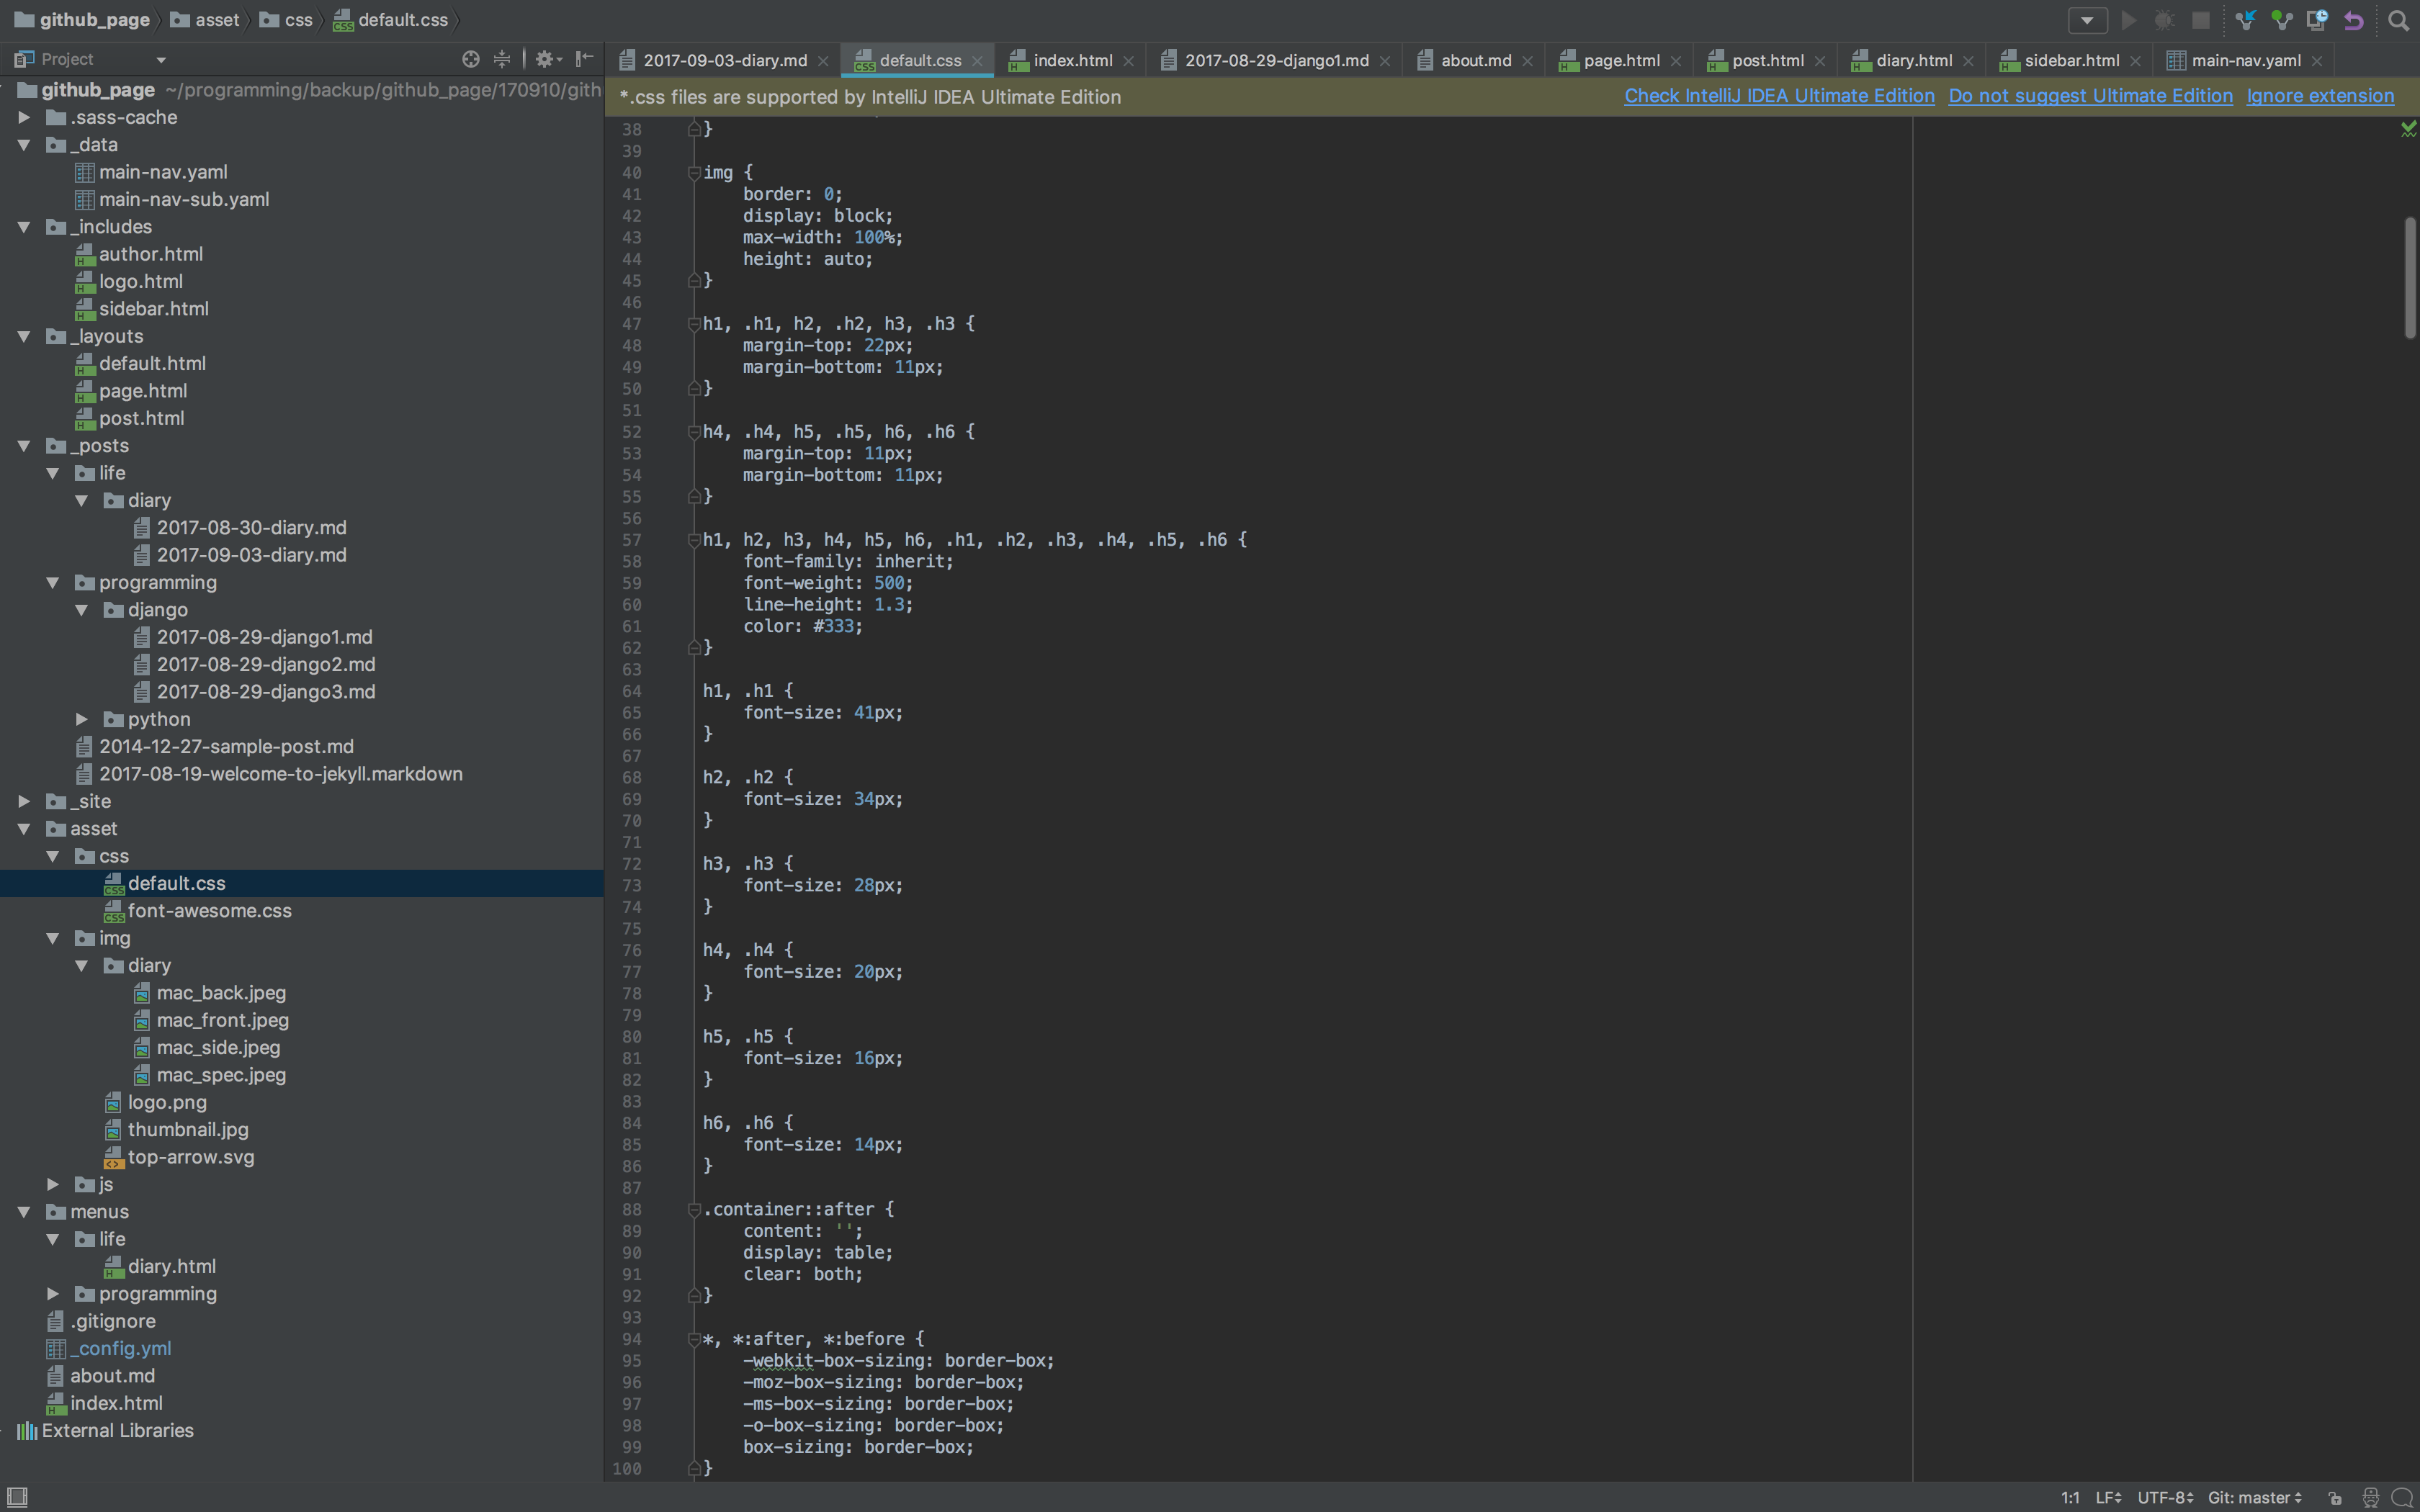 github_page asset css default.css
Project
2017-09-03-diary.md default.css index.html 2017-08-29-django1.md about.md page.html post.html diary.html sidebar.html main-nav.yaml
*.css files are supported by IntelliJ IDEA Ultimate Edition Check IntelliJ IDEA Ultimate Edition Do not suggest Ultimate Edition Ignore extension
github_page ~/programming/backup/github_page/170910/gith
.sass-cache
_data
main-nav.yaml
main-nav-sub.yaml
_includes
author.html
logo.html
sidebar.html
_layouts
default.html
page.html
post.html
_posts
life
diary
2017-08-30-diary.md
2017-09-03-diary.md
programming
django
2017-08-29-django1.md
2017-08-29-django2.md
2017-08-29-django3.md
python
2014-12-27-sample-post.md
2017-08-19-welcome-to-jekyll.markdown
_site
asset
css
default.css
font-awesome.css
img
diary
mac_back.jpeg
mac_front.jpeg
mac_side.jpeg
mac_spec.jpeg
logo.png
thumbnail.jpg
top-arrow.svg
js
menus
life
diary.html
programming
.gitignore
_config.yml
about.md
index.html
External Libraries
38 }
39
40 img {
41 border: 0;
42 display: block;
43 max-width: 100%;
44 height: auto;
45 }
46
47 h1, .h1, h2, .h2, h3, .h3 {
48 margin-top: 22px;
49 margin-bottom: 11px;
50 }
51
52 h4, .h4, h5, .h5, h6, .h6 {
53 margin-top: 11px;
54 margin-bottom: 11px;
55 }
56
57 h1, h2, h3, h4, h5, h6, .h1, .h2, .h3, .h4, .h5, .h6 {
58 font-family: inherit;
59 font-weight: 500;
60 line-height: 1.3;
61 color: #333;
62 }
63
64 h1, .h1 {
65 font-size: 41px;
66 }
67
68 h2, .h2 {
69 font-size: 34px;
70 }
71
72 h3, .h3 {
73 font-size: 28px;
74 }
75
76 h4, .h4 {
77 font-size: 20px;
78 }
79
80 h5, .h5 {
81 font-size: 16px;
82 }
83
84 h6, .h6 {
85 font-size: 14px;
86 }
87
88 .container::after {
89 content: '';
90 display: table;
91 clear: both;
92 }
93
94 *, *:after, *:before {
95 -webkit-box-sizing: border-box;
96 -moz-box-sizing: border-box;
97 -ms-box-sizing: border-box;
98 -o-box-sizing: border-box;
99 box-sizing: border-box;
100 }
1:1 LF UTF-8 Git: master